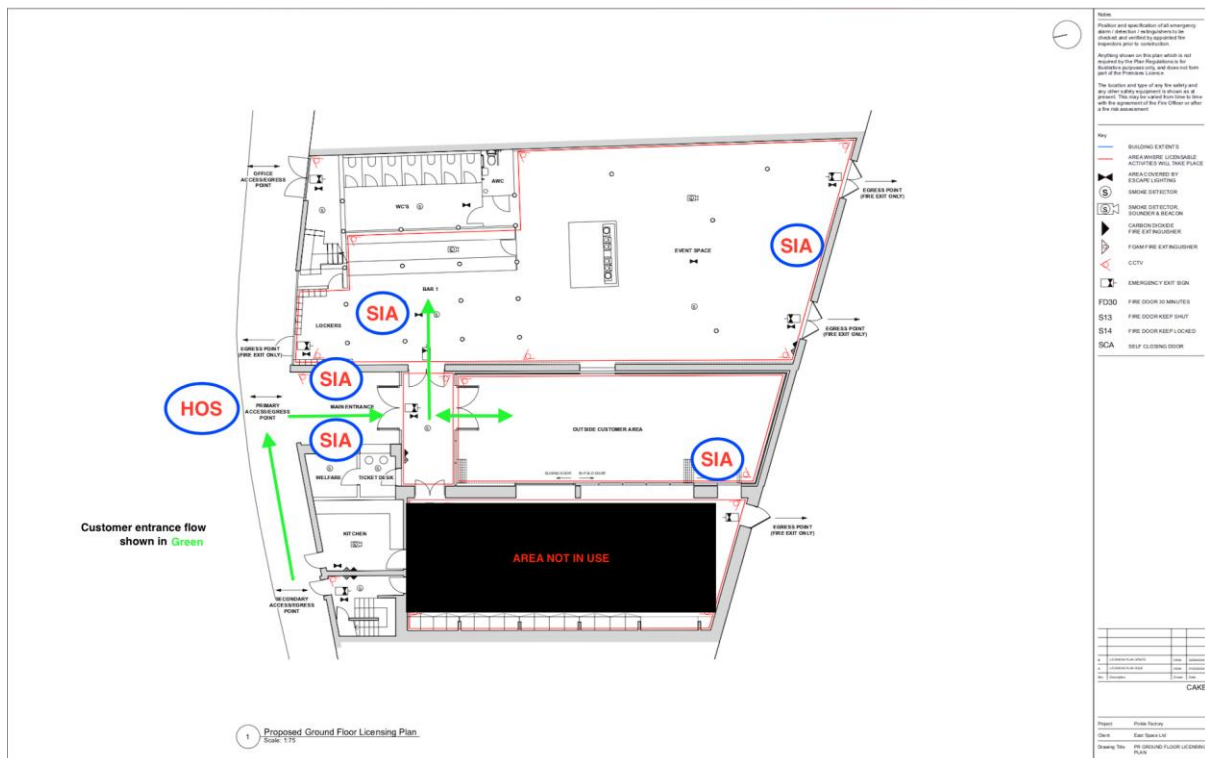 OFFICE
ACCESS/EGRESS
POINT
WC'S
AWC
EGRESS POINT
(FIRE EXIT ONLY)
EVENT SPACE
SIA
BAR 1
SIA
LOCKERS
EGRESS POINT
(FIRE EXIT ONLY)
EGRESS POINT
(FIRE EXIT ONLY)
SIA
HOS
PRIMARY
ACCESS/EGRESS
POINT
MAIN ENTRANCE
OUTSIDE CUSTOMER AREA
SIA
SIA
WELFARE
TICKET DESK
Customer entrance flow
shown in Green
KITCHEN
EGRESS POINT
(FIRE EXIT ONLY)
AREA NOT IN USE
SECONDARY
ACCESS/EGRESS
POINT
1
Proposed Ground Floor Licensing Plan
Scale: 1:75
Notes
Position and specification of all emergency
alarm / detection / extinguishers to be
checked and verified by appointed fire
inspectors prior to construction.
Anything shown on this plan which is not
required by the Plan Regulations is for
illustrative purposes only, and does not form
part of the Premises Licence
The location and type of any fire safety and
any other safety equipment is shown as at
present. This may be varied from time to time
with the agreement of the Fire Officer or after
a fire risk assessment
Key
BUILDING EXTENTS
AREA WHERE LICENSABLE
ACTIVITIES WILL TAKE PLACE
AREA COVERED BY
ESCAPE LIGHTING
S
SMOKE DETECTOR
S
SMOKE DETECTOR,
SOUNDER & BEACON
CARBON DIOXIDE
FIRE EXTINGUISHER
FOAM FIRE EXTINGUISHER
CCTV
EMERGENCY EXIT SIGN
FD30 FIRE DOOR 30 MINUTES
S13 FIRE DOOR KEEP SHUT
S14 FIRE DOOR KEEP LOCKED
SCA SELF CLOSING DOOR
CAKE
Project Pickle Factory
Client East Space Ltd
Drawing Title PR GROUND FLOOR LICENSING
PLAN